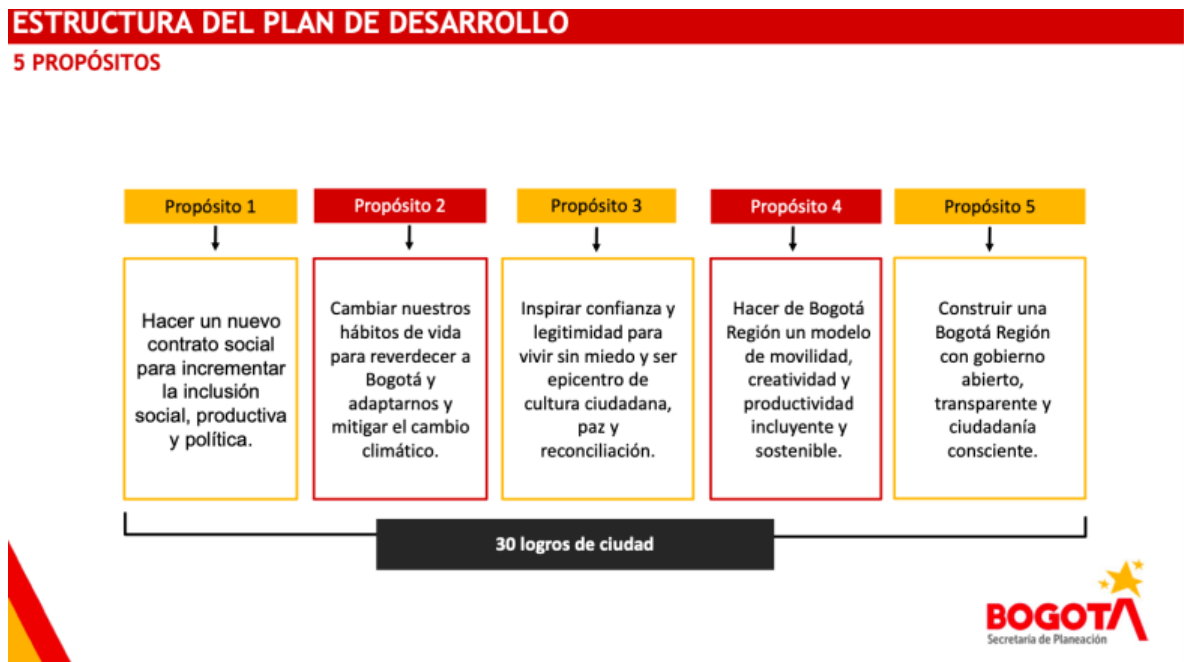 ESTRUCTURA DEL PLAN DE DESARROLLO
5 PROPÓSITOS
Propósito 1
Hacer un nuevo
contrato social
para incrementar
la inclusión
social, productiva
y política.
Propósito 2
Cambiar nuestros
hábitos de vida
para reverdecer a
Bogotá y
adaptarnos y
mitigar el cambio
climático.
Propósito 3
Inspirar confianza y
legitimidad para
vivir sin miedo y ser
epicentro de
cultura ciudadana,
paz y
reconciliación.
Propósito 4
Hacer de Bogotá
Región un modelo
de movilidad,
creatividad y
productividad
incluyente y
sostenible.
Propósito 5
Construir una
Bogotá Región
con gobierno
abierto,
transparente y
ciudadanía
consciente.
30 logros de ciudad
BOGOTÁ
Secretaría de Planeación